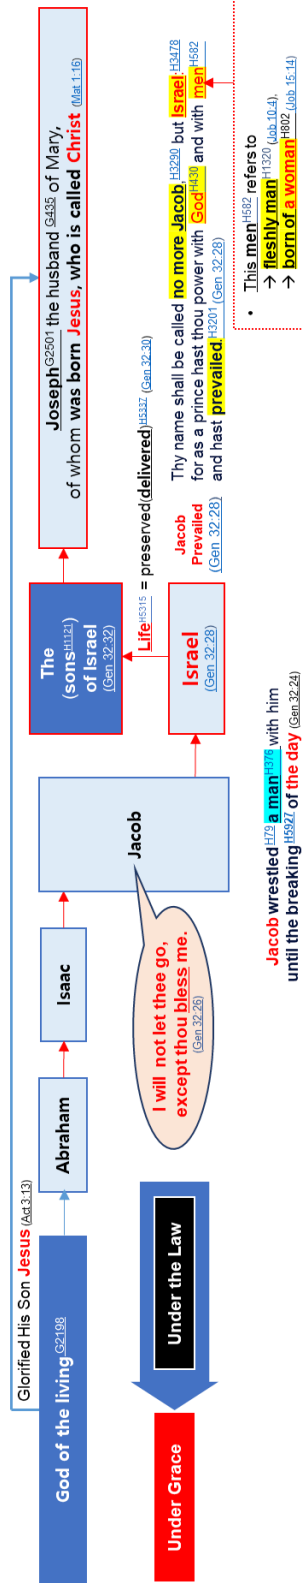 Glorified His Son Jesus (Act 3:13)
God of the living G2198
Abraham
Isaac
Jacob
The
(sons H1121)
of Israel
(Gen 32:32)
Joseph G2501 the husband G435 of Mary,
of whom was born Jesus, who is called Christ (Mat 1:16)
Life H5315 = preserved(delivered) H5337 (Gen 32:30)
Israel
(Gen 32:28)
Under Grace
Under the Law
I will not let thee go,
except thou bless me.
(Gen 32:26)
Jacob
Prevailed
(Gen 32:28)
Thy name shall be called no more Jacob, H3290 but Israel: H3478
for as a prince hast thou power with God H430 and with men H582
and hast prevailed. H3201 (Gen 32:28)
Jacob wrestled H79 a man H376 with him
until the breaking H5927 of the day (Gen 32:24)
• This men H582 refers to
→ fleshly man H1320 (Job 10:4).
→ born of a woman H802 (Job 15:14)